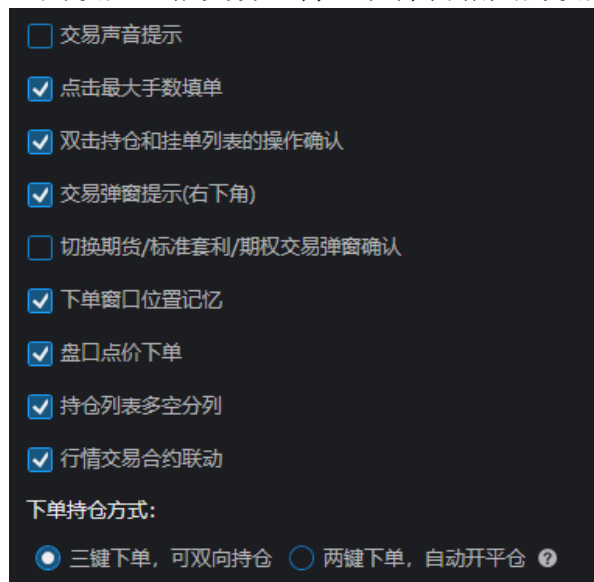 交易声音提示
点击最大手数填单
双击持仓和挂单列表的操作确认
交易弹窗提示(右下角)
切换期货/标准套利/期权交易弹窗确认
下单窗口位置记忆
盘口点价下单
持仓列表多空分列
行情交易合约联动
下单持仓方式：
三键下单，可双向持仓 两键下单，自动开平仓 ?